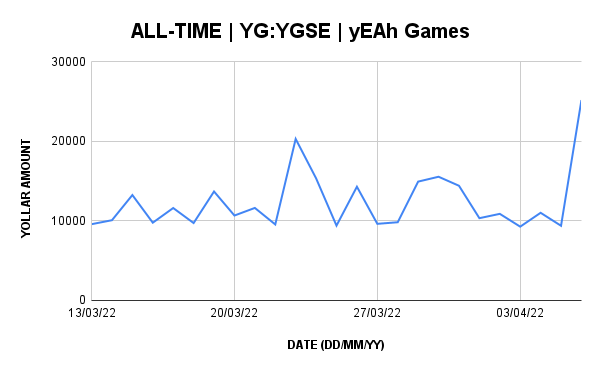 ALL-TIME | YG:YGSE | yEAh Games
YOLLAR AMOUNT
30000
20000
10000
0
13/03/22 20/03/22 27/03/22 03/04/22
DATE (DD/MM/YY)